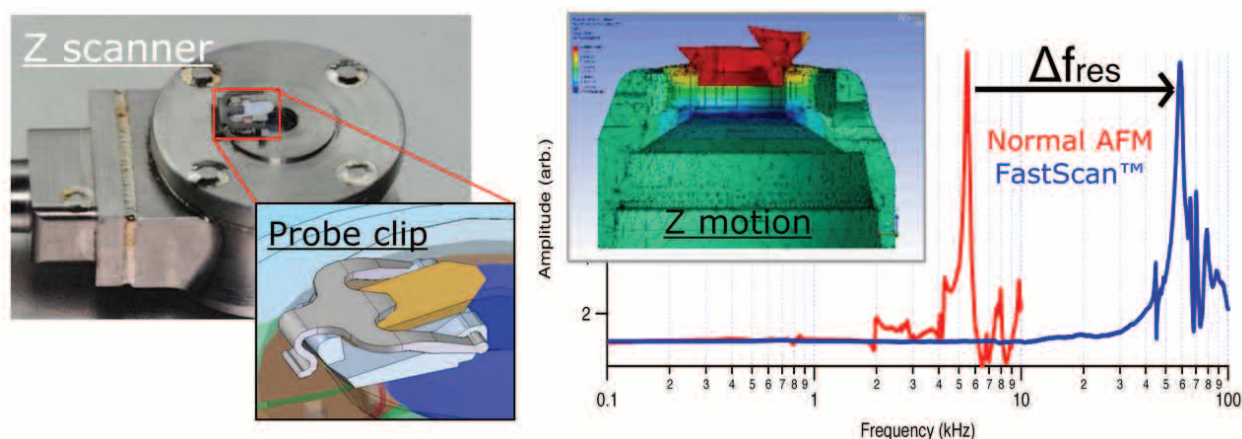 Z scanner
Probe clip
Z motion
Δfres
Normal AFM
FastScan™
Amplitude (arb.)
2
2 3 4 5 6 7 8 9 2 3 4 5 6 7 8 9 2 3 4 5 6 7 8 9
0.1 1 10 100
Frequency (kHz)